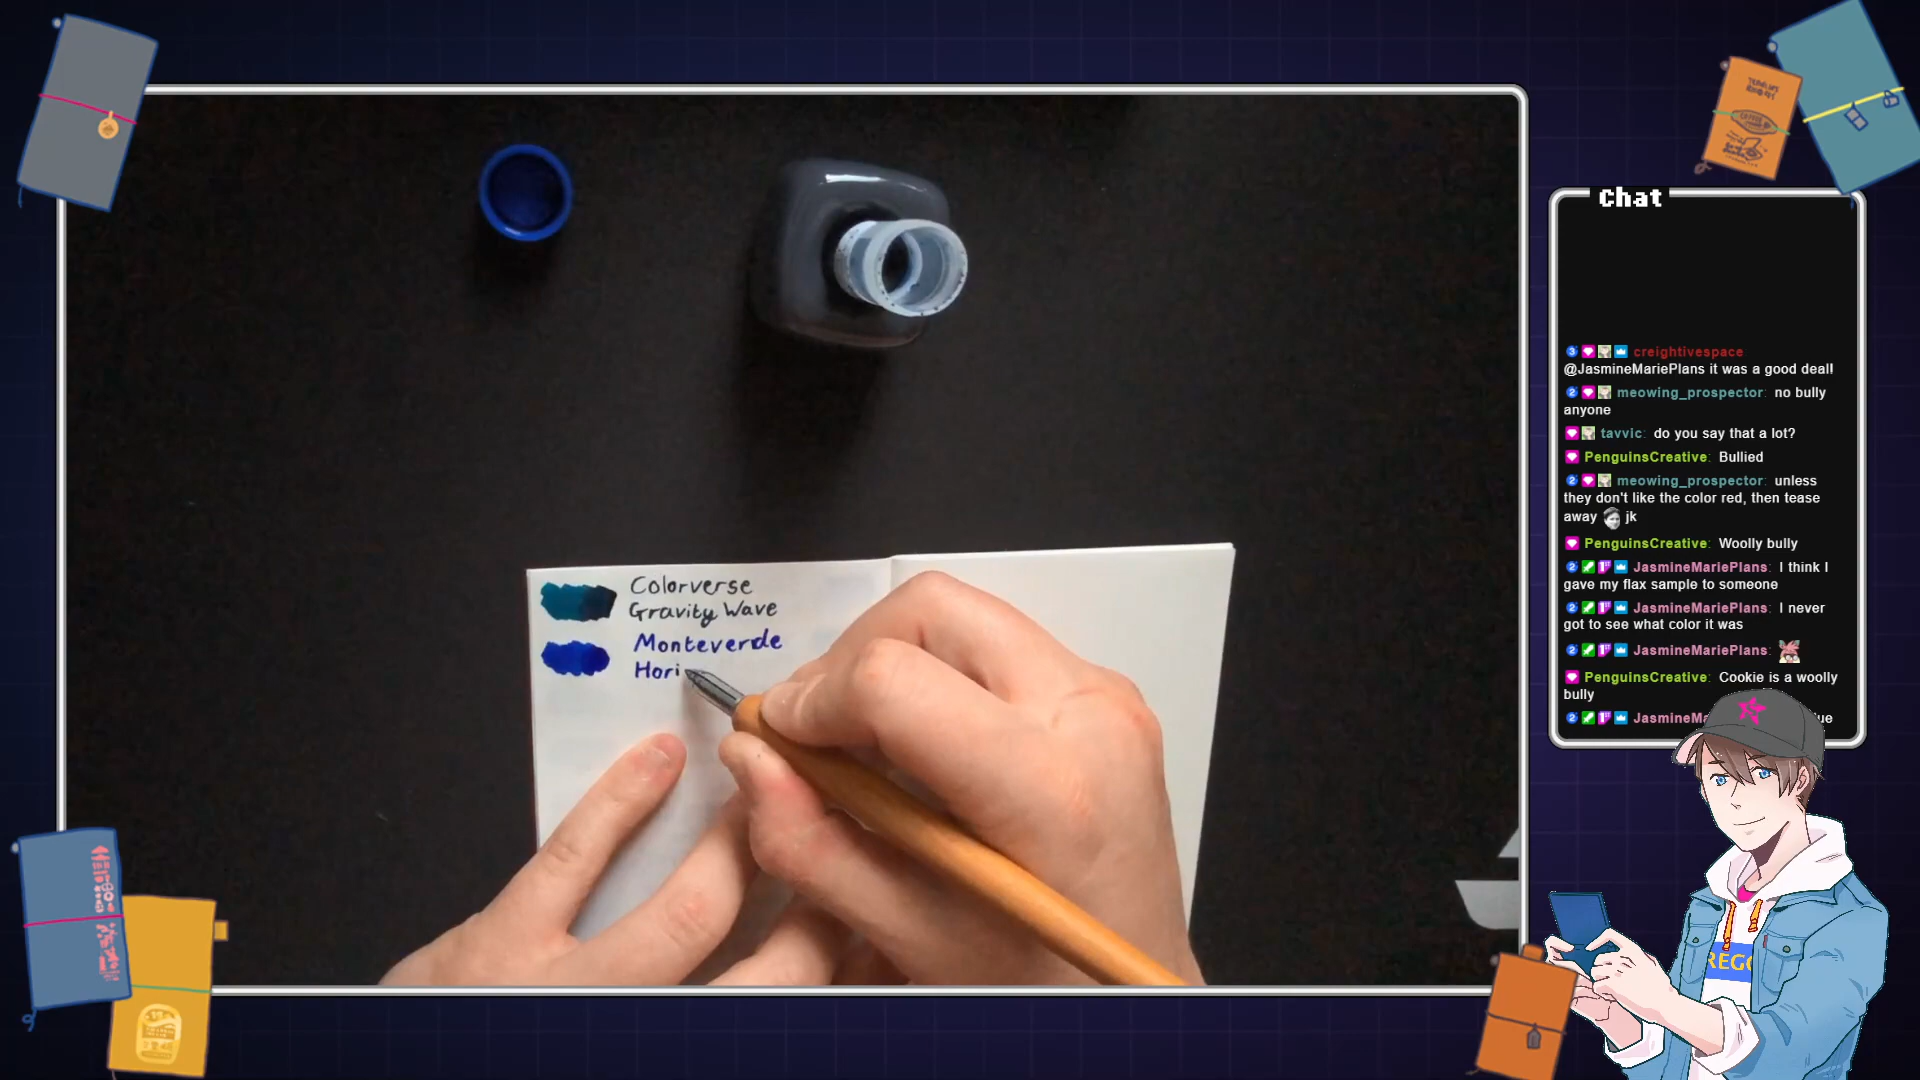 Chat
creightivespace
@JasmineMariePlans it was a good deal!
meowing_prospector: no bully
anyone
tavvic: do you say that a lot?
PenguinsCreative: Bullied
meowing_prospector: unless
they don't like the color red, then tease
away jk
PenguinsCreative: Woolly bully
JasmineMariePlans: I think I
gave my flax sample to someone
JasmineMariePlans: I never
got to see what color it was
JasmineMariePlans:
PenguinsCreative: Cookie is a woolly
bully
Colorverse
Gravity Wave
Monteverde
Hori